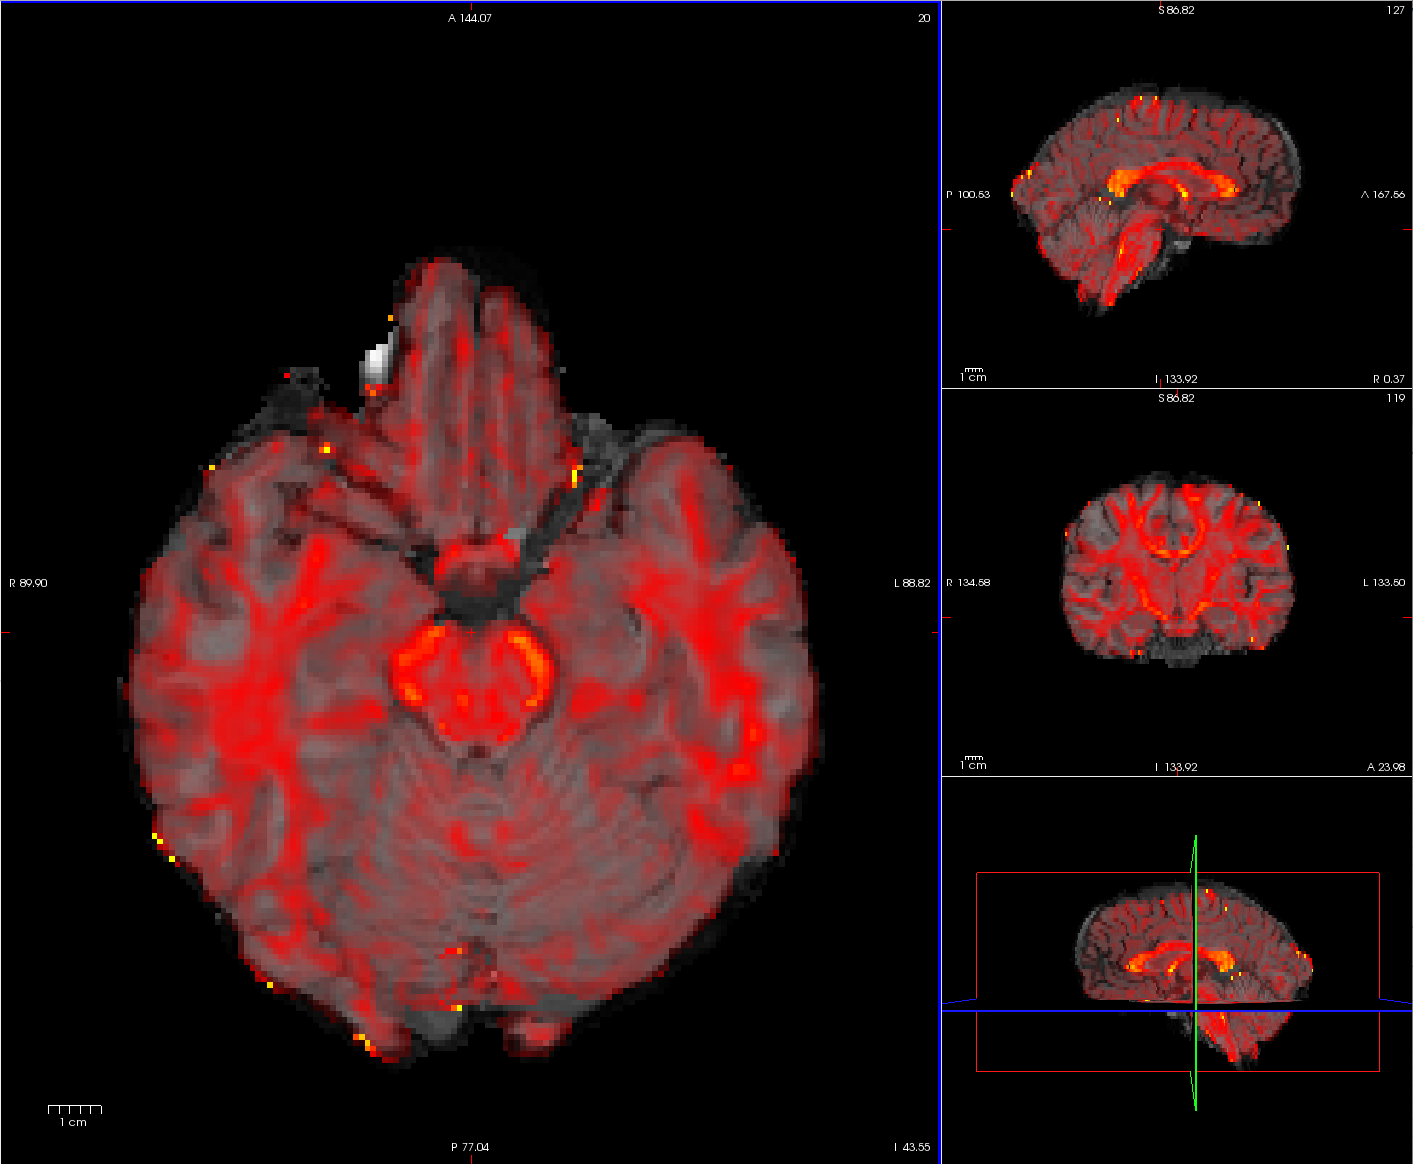 A 144.07
20
R 89.90
L 88.82
1 cm
P 77.04
I 43.55
S 86.82
127
P 100.53
A 167.56
1 cm
I 133.92
R 0.37
S 86.82
119
R 134.58
L 133.60
1 cm
I 133.92
A 23.98